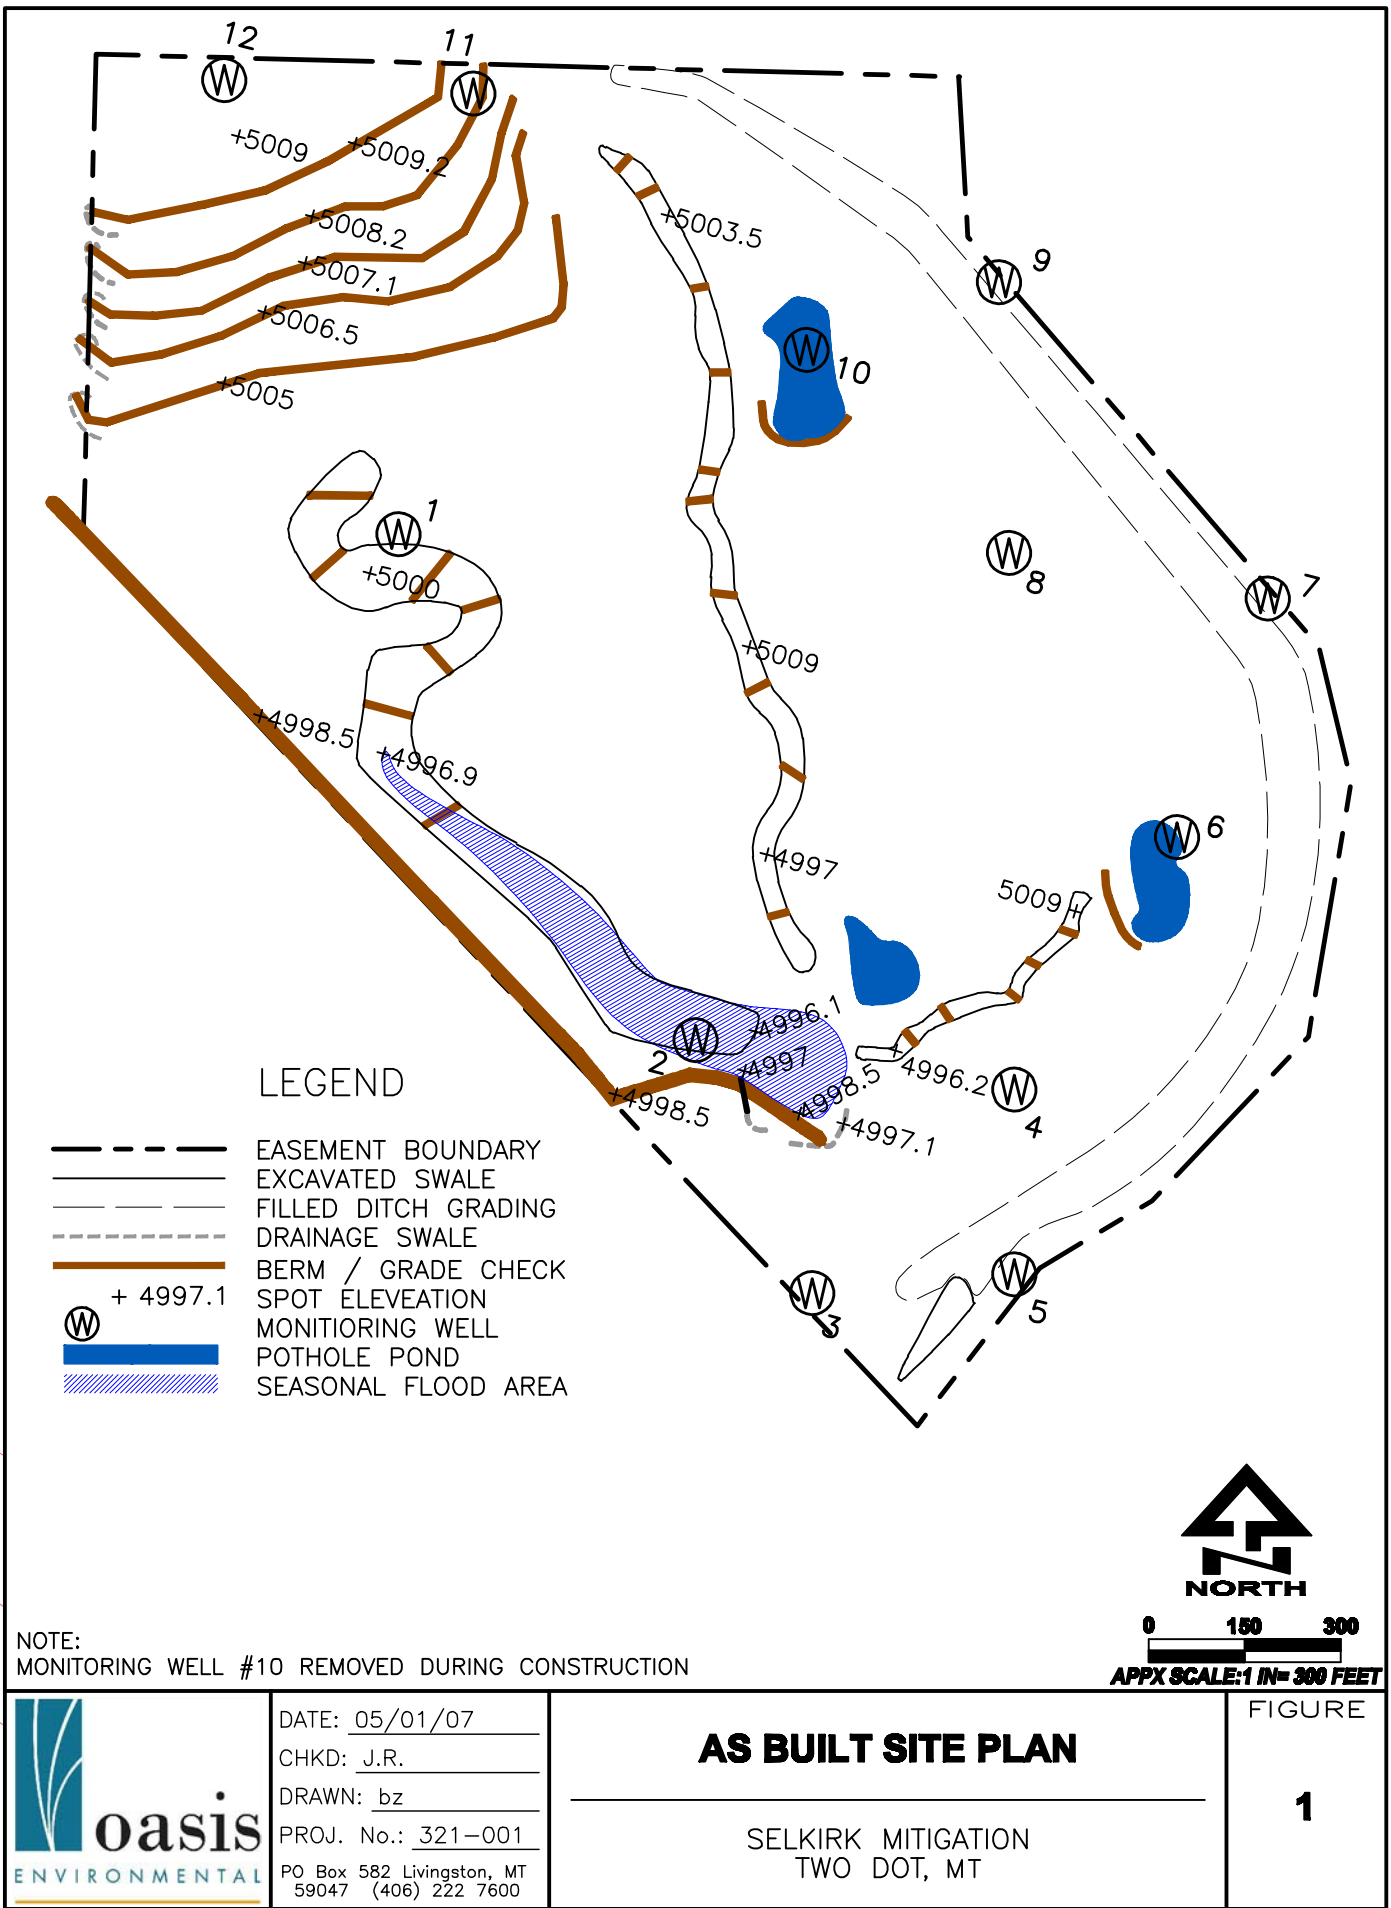 12
11
W
W
+5009
+5009.2
+5008.2
+5007.1
+5006.5
+5005
+5003.5
9
W
W
10
1
W
+5000
W
8
7
W
+5009
+4998.5
+4996.9
+4997
6
W
5009+
+4996.1
W
2
+4997
+4998.5
+4998.5
+4996.2
W
4
+4997.1
W
3
W
5
LEGEND
EASEMENT BOUNDARY
EXCAVATED SWALE
FILLED DITCH GRADING
DRAINAGE SWALE
BERM / GRADE CHECK
+ 4997.1 SPOT ELEVEATION
W MONITIORING WELL
POTHOLE POND
SEASONAL FLOOD AREA
NORTH
0 150 300
APPX SCALE:1 IN= 300 FEET
NOTE:
MONITORING WELL #10 REMOVED DURING CONSTRUCTION
oasis
ENVIRONMENTAL
DATE: 05/01/07
CHKD: J.R.
DRAWN: bz
PROJ. No.: 321-001
PO Box 582 Livingston, MT
59047 (406) 222 7600
AS BUILT SITE PLAN
SELKIRK MITIGATION
TWO DOT, MT
FIGURE
1